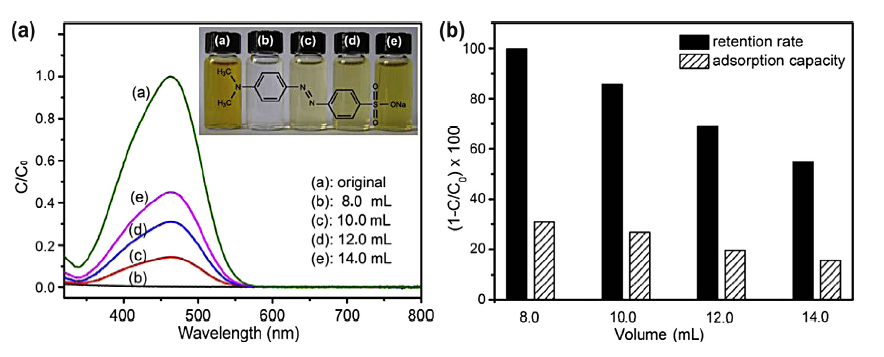 (a)
C/C₀
1.0
0.8
0.6
0.4
0.2
0.0
400 500 600 700 800
Wavelength (nm)
(a)
(e)
(d)
(c)
(b)
(a) (b) (c) (d) (e)
H₃C
H₃C
N
N
N
O
S
O
ONa
(a): original
(b): 8.0 mL
(c): 10.0 mL
(d): 12.0 mL
(e): 14.0 mL
(b)
(1-C/C₀) x 100
100
80
60
40
20
0
8.0 10.0 12.0 14.0
Volume (mL)
retention rate
adsorption capacity